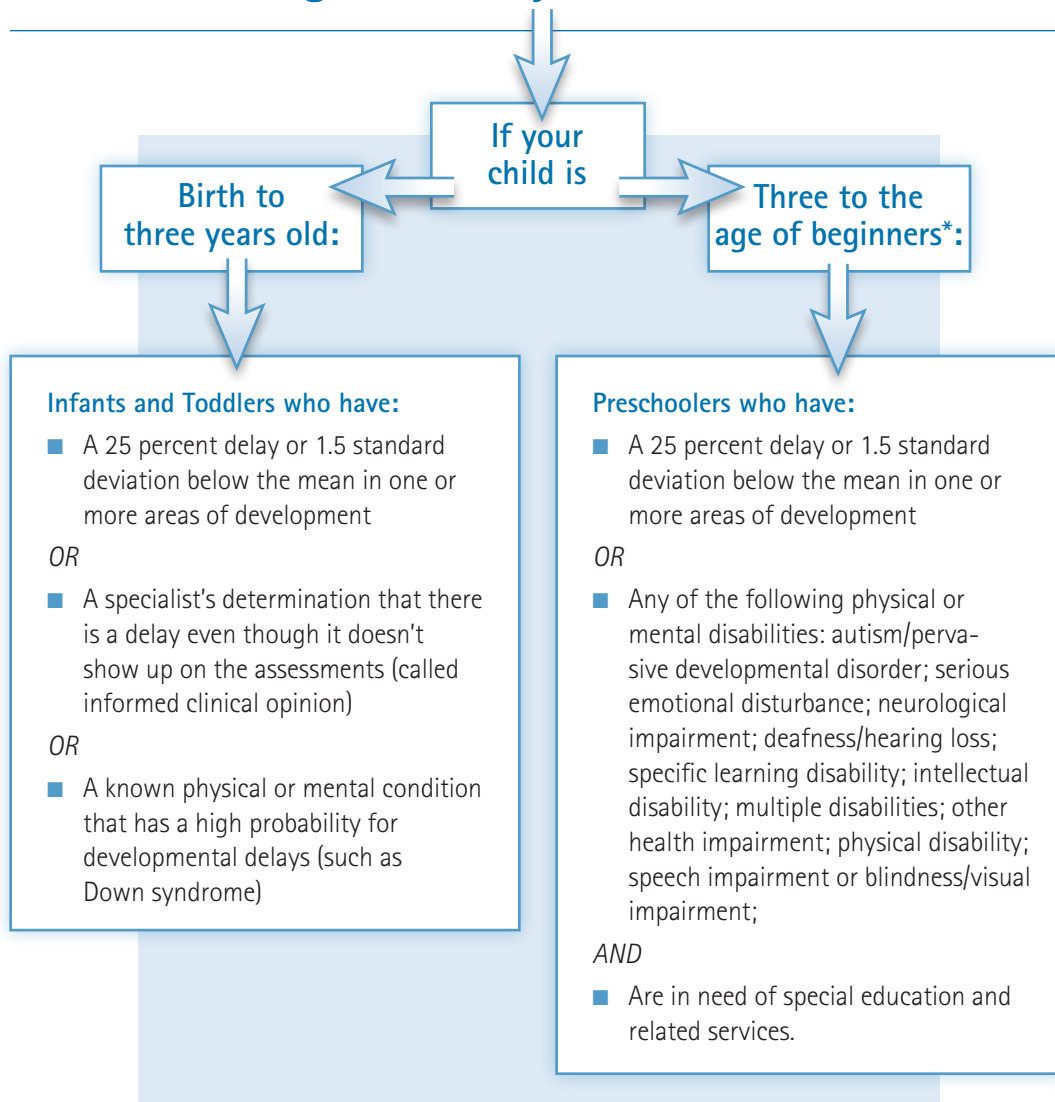 If your
child is
Birth to
three years old:
Three to the
age of beginners*:
Infants and Toddlers who have:
■ A 25 percent delay or 1.5 standard
deviation below the mean in one or
more areas of development
OR
■ A specialist's determination that there
is a delay even though it doesn't
show up on the assessments (called
informed clinical opinion)
OR
■ A known physical or mental condition
that has a high probability for
developmental delays (such as
Down syndrome)
Preschoolers who have:
■ A 25 percent delay or 1.5 standard
deviation below the mean in one or
more areas of development
OR
■ Any of the following physical or
mental disabilities: autism/perva-
sive developmental disorder; serious
emotional disturbance; neurological
impairment; deafness/hearing loss;
specific learning disability; intellectual
disability; multiple disabilities; other
health impairment; physical disability;
speech impairment or blindness/visual
impairment;
AND
■ Are in need of special education and
related services.